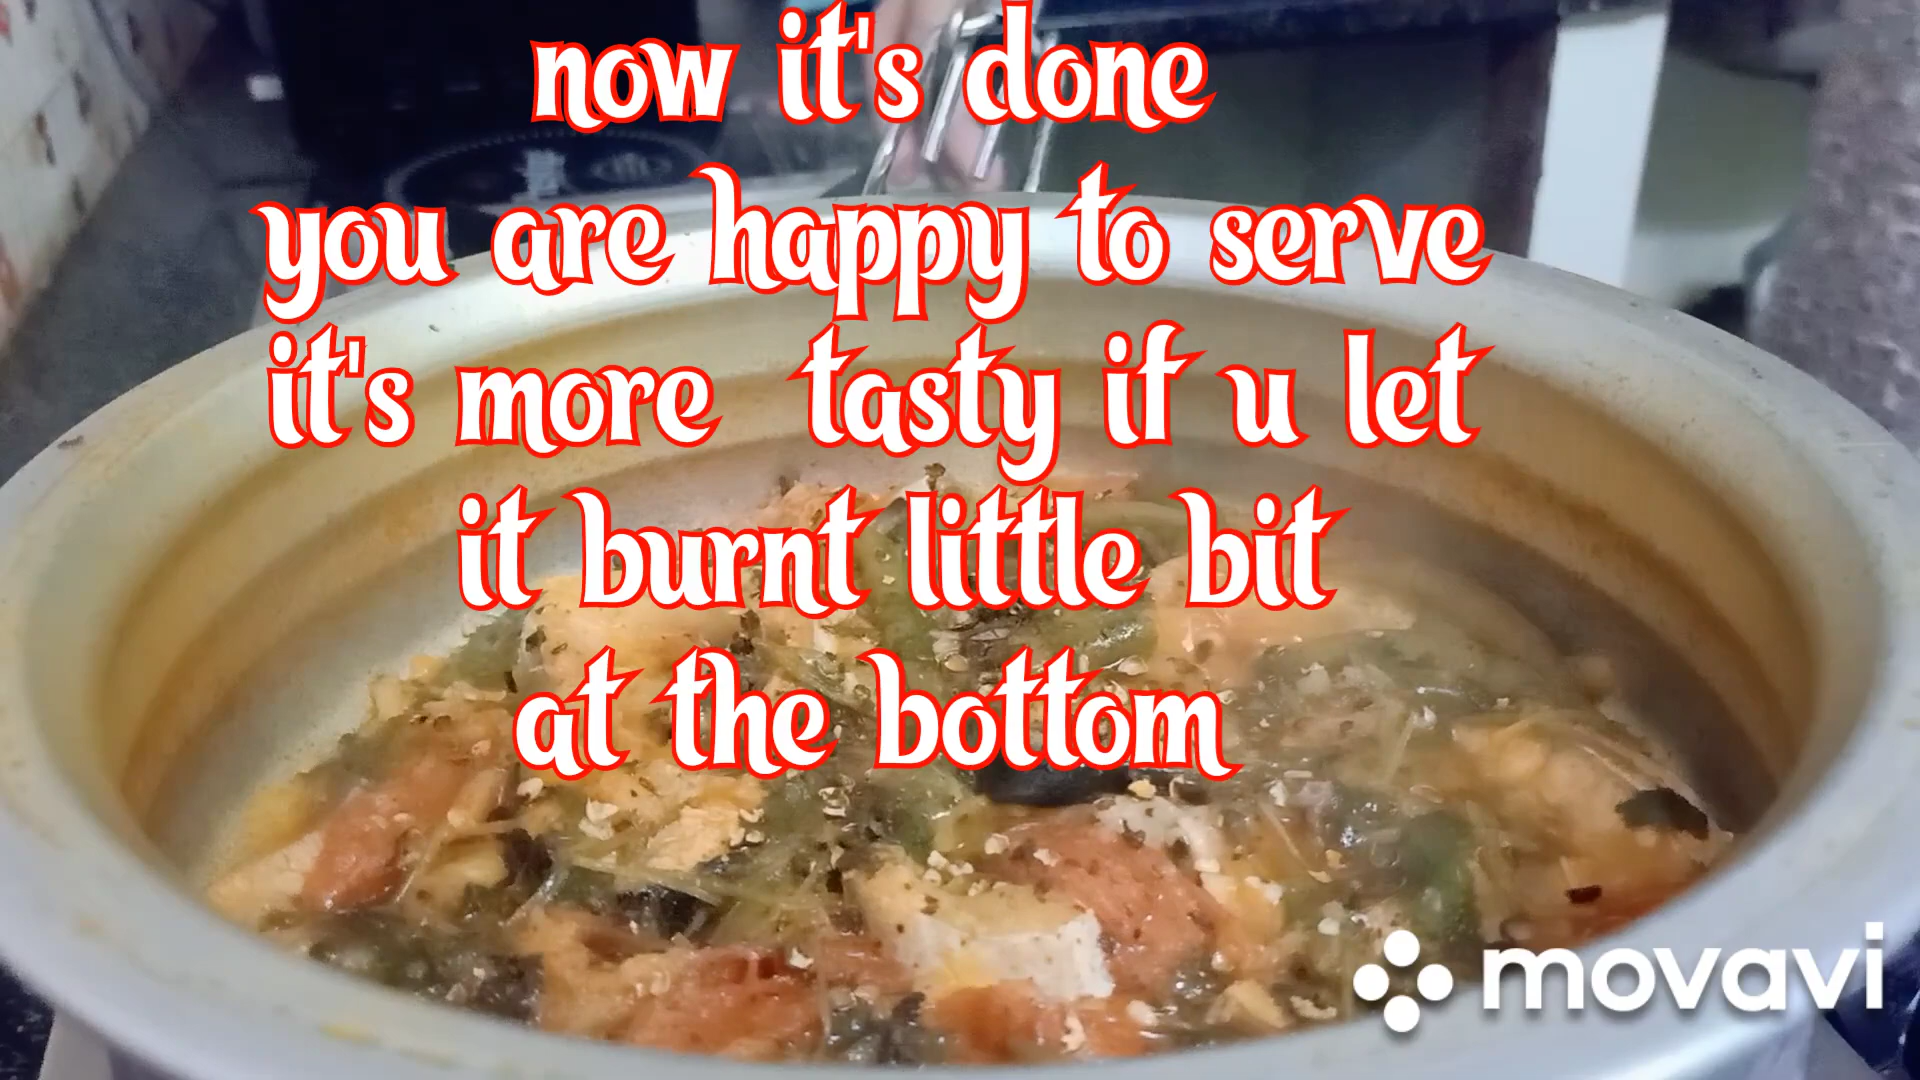 now it's done
you are happy to serve
it's more tasty if u let
it burnt little bit
at the bottom
movavi